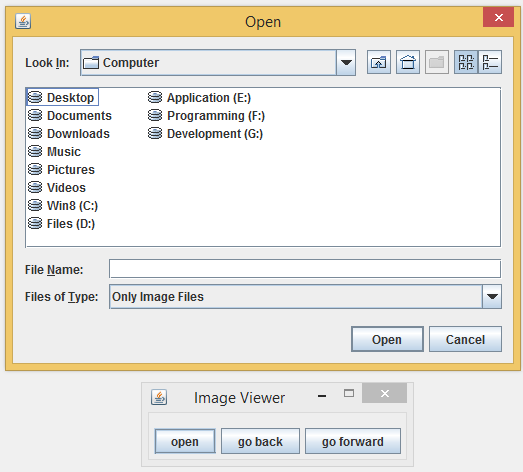 Open
Look In: Computer
Desktop
Documents
Downloads
Music
Pictures
Videos
Win8 (C:)
Files (D:)
Application (E:)
Programming (F:)
Development (G:)
File Name:
Files of Type: Only Image Files
Open Cancel
Image Viewer
open go back go forward